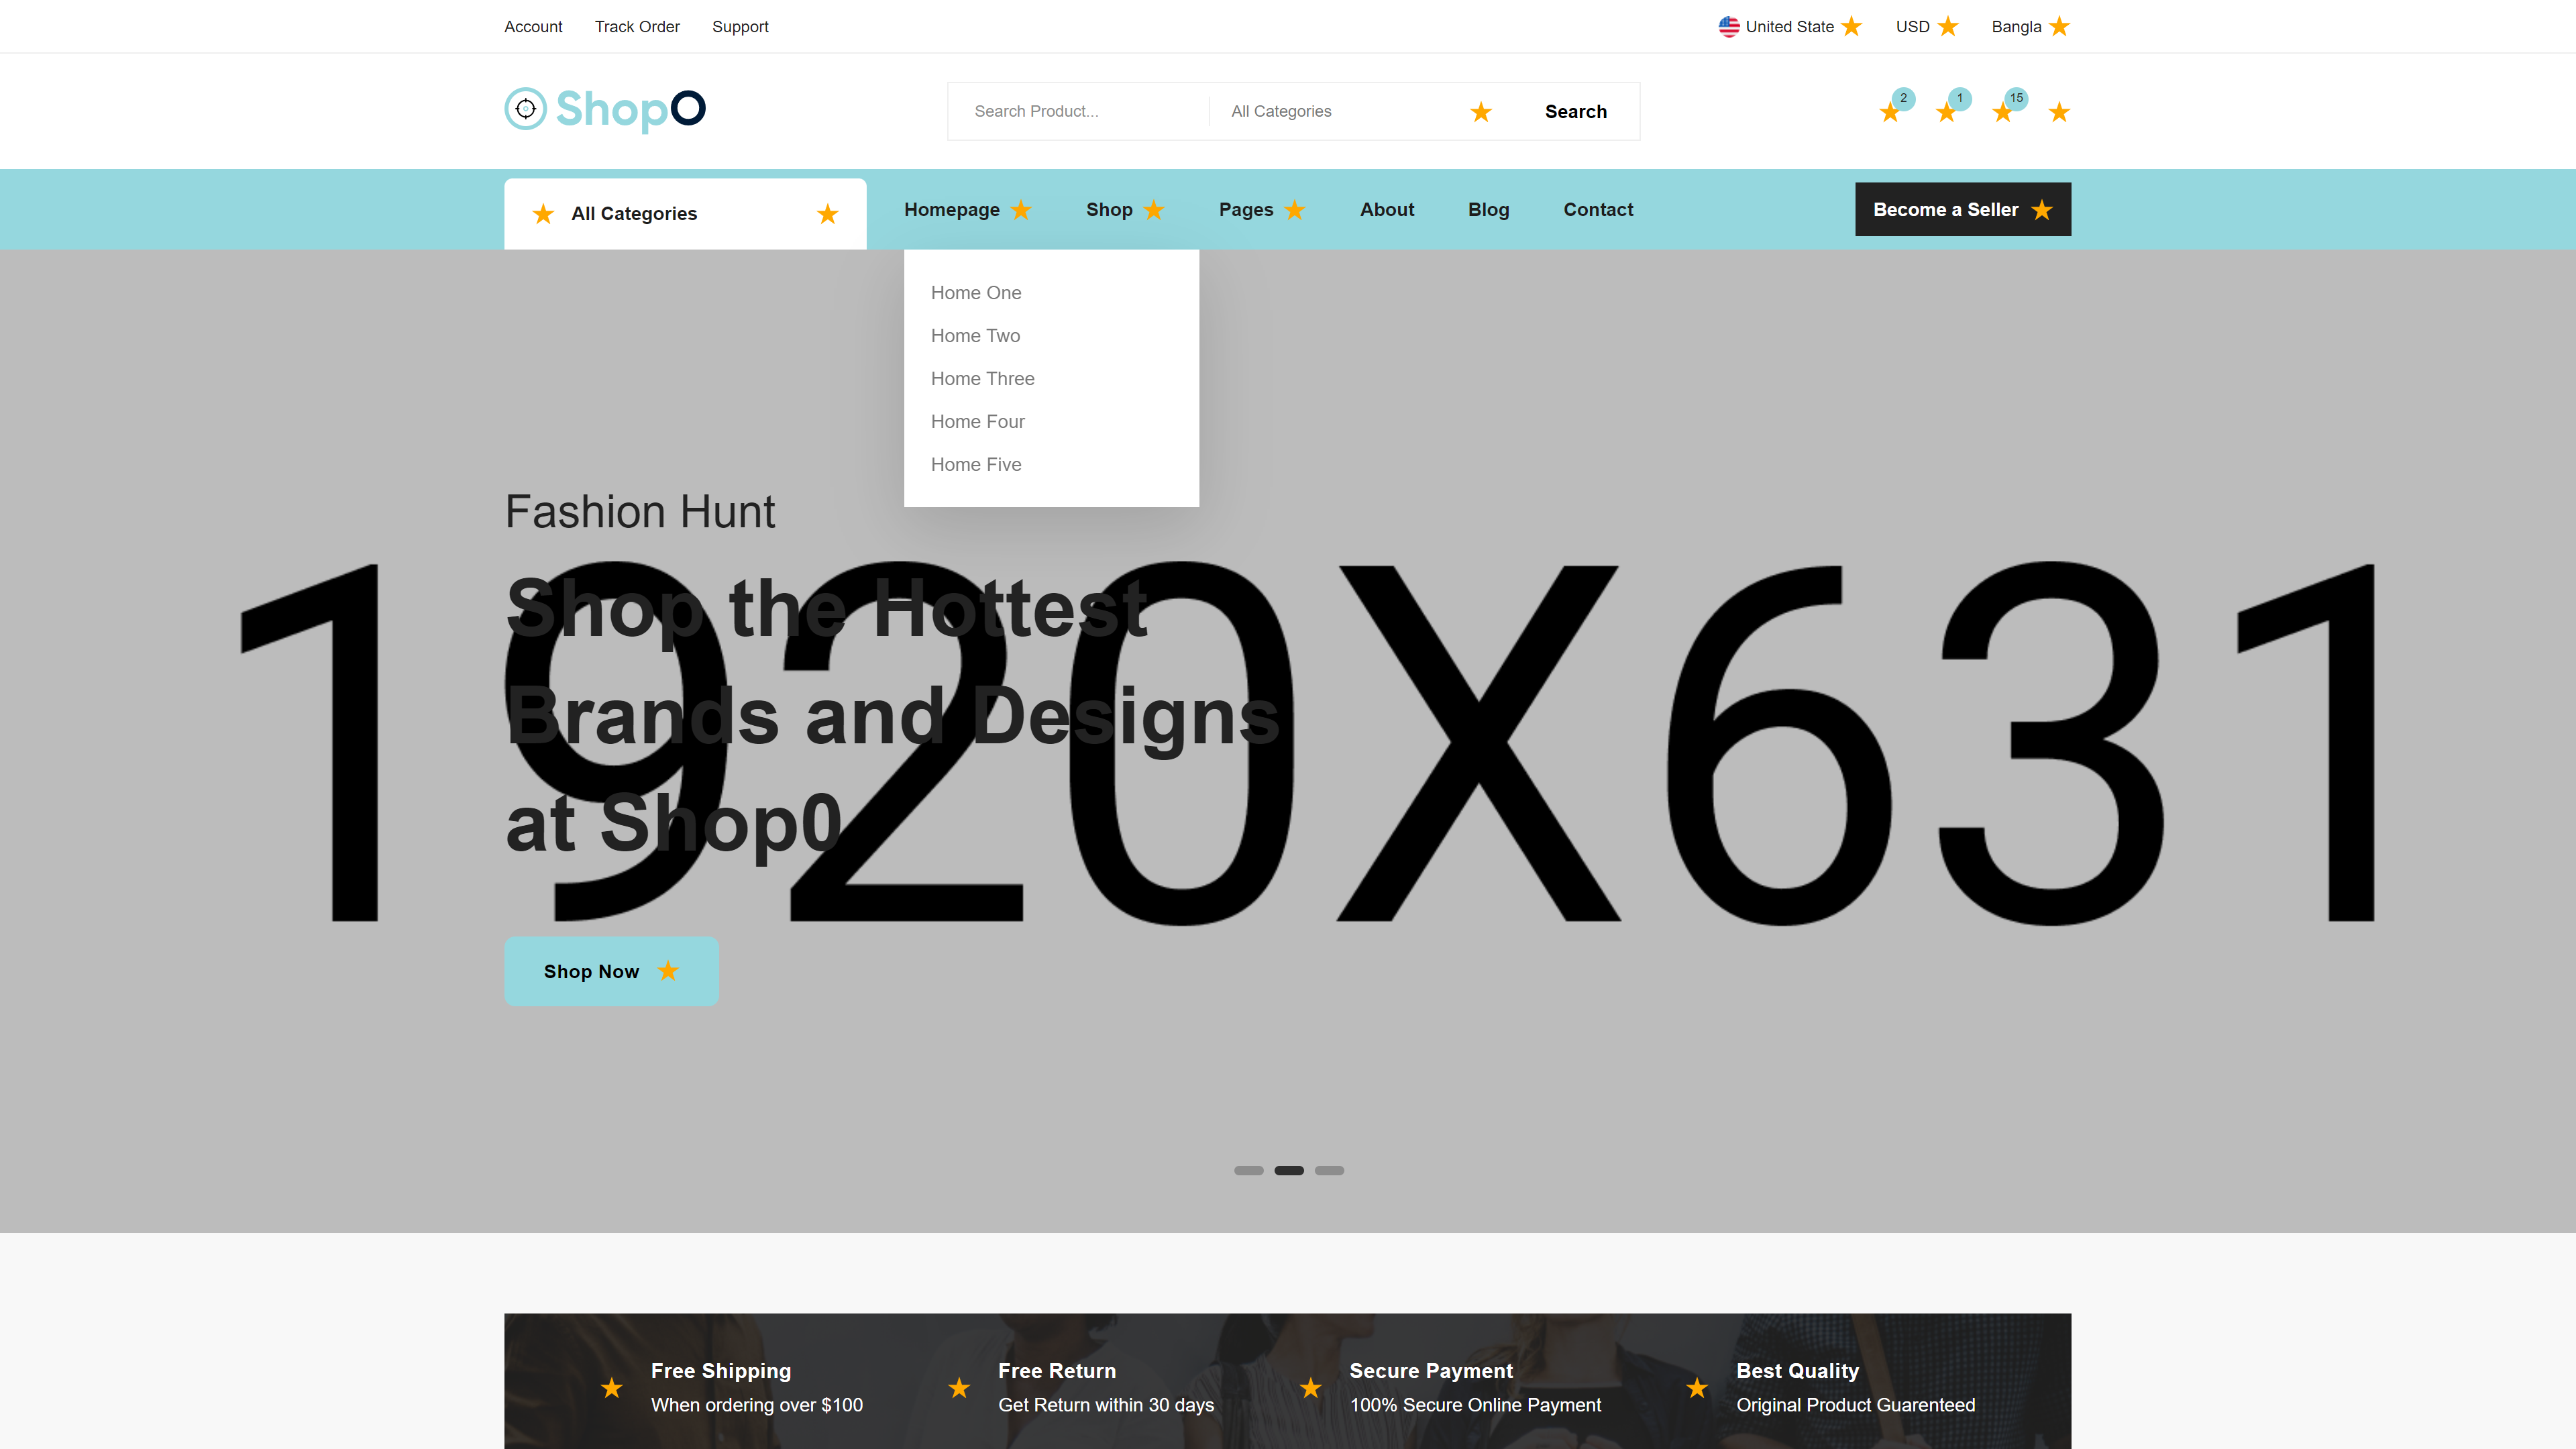 Account Track Order Support United State USD Bangla
ShopO Search Product... All Categories Search 2 1 15
All Categories Homepage Shop Pages About Blog Contact Become a Seller
Home One
Home Two
Home Three
Home Four
Home Five
Fashion Hunt
1920X631
Shop the Hottest
Brands and Designs
at Shop0
Shop Now
Free Shipping Free Return Secure Payment Best Quality
When ordering over $100 Get Return within 30 days 100% Secure Online Payment Original Product Guarenteed